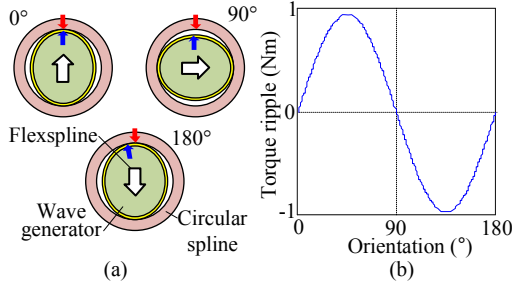 0°
90°
180°
Flexspline
Wave
generator
Circular
spline
(a)
Torque ripple (Nm)
1
0
-1
0
90
180
Orientation (°)
(b)